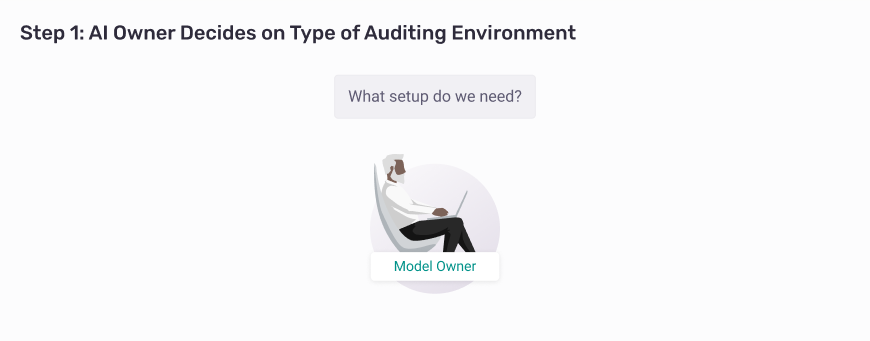 Step 1: AI Owner Decides on Type of Auditing Environment
What setup do we need?
Model Owner